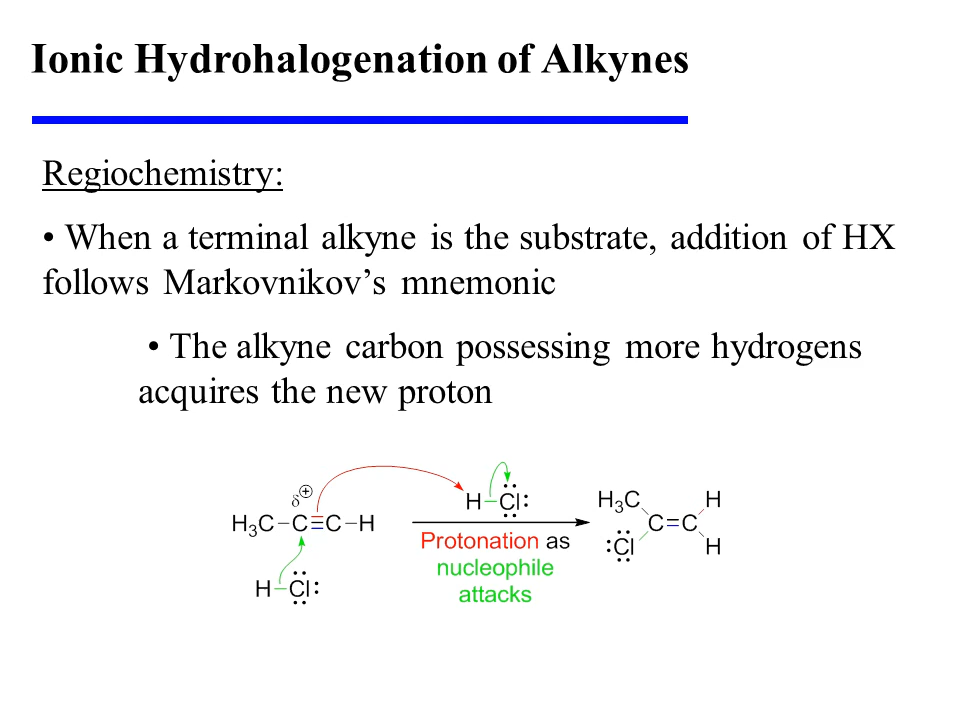 Ionic Hydrohalogenation of Alkynes
Regiochemistry:
• When a terminal alkyne is the substrate, addition of HX
follows Markovnikov’s mnemonic
• The alkyne carbon possessing more hydrogens
acquires the new proton
δ⊕
H₃C–C≡C–H
H–Cl
H–Cl
Protonation as
nucleophile
attacks
H₃C H
C=C
Cl H